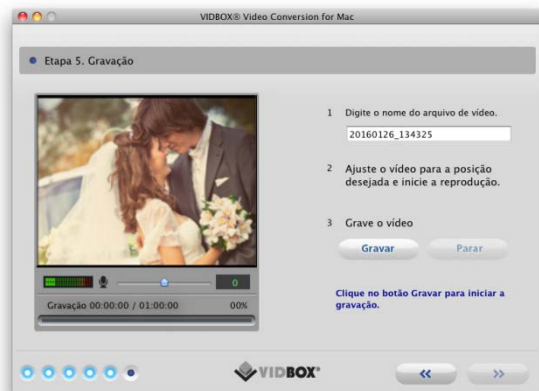 VIDBOX® Video Conversion for Mac
Etapa 5. Gravação
1 Digite o nome do arquivo de vídeo.
20160126_134325
2 Ajuste o vídeo para a posição
desejada e inicie a reprodução.
3 Grave o vídeo
Gravar Parar
0
Gravação 00:00:00 / 01:00:00 00%
Clique no botão Gravar para iniciar a
gravação.
VIDBOX®